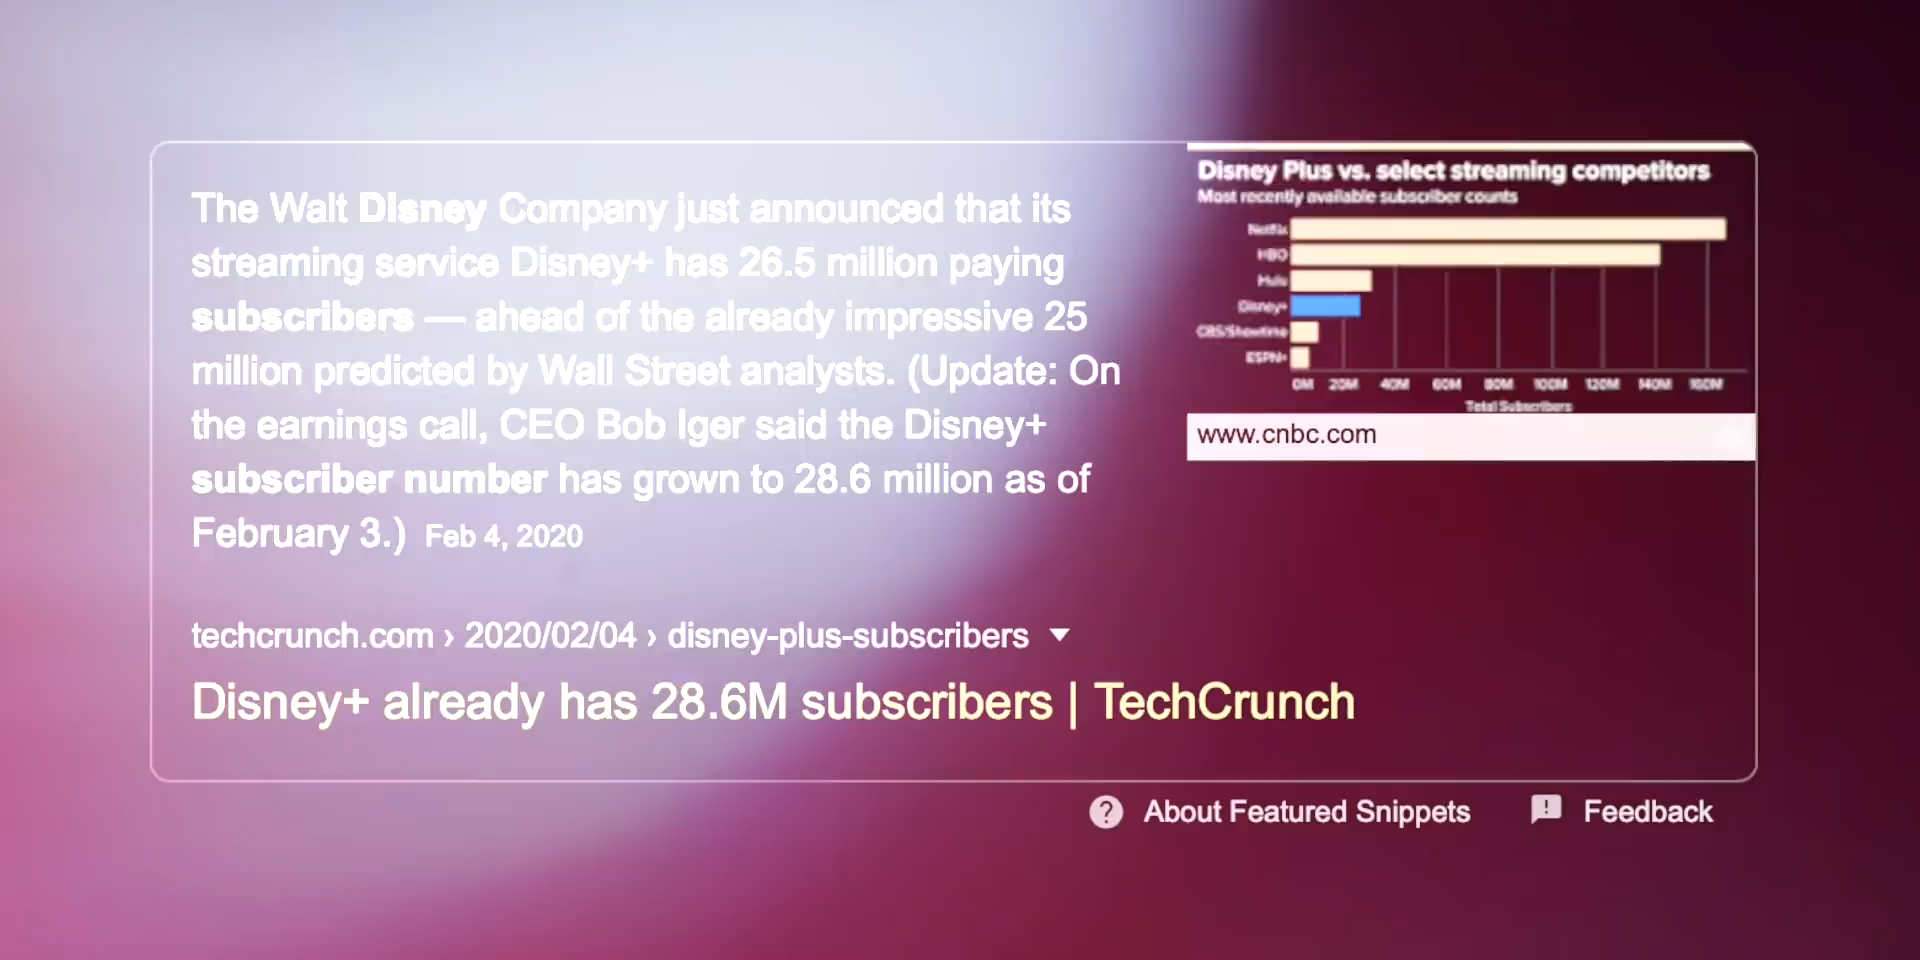 The Walt Disney Company just announced that its
streaming service Disney+ has 26.5 million paying
subscribers — ahead of the already impressive 25
million predicted by Wall Street analysts. (Update: On
the earnings call, CEO Bob Iger said the Disney+
subscriber number has grown to 28.6 million as of
February 3.) Feb 4, 2020
techcrunch.com › 2020/02/04 › disney-plus-subscribers
Disney+ already has 28.6M subscribers | TechCrunch
Disney Plus vs. select streaming competitors
Most recently available subscriber counts
Netflix
HBO
Hulu
Disney+
CBS/Showtime
ESPN+
0M 20M 40M 60M 80M 100M 120M 140M 160M
Total Subscribers
www.cnbc.com
About Featured Snippets
Feedback